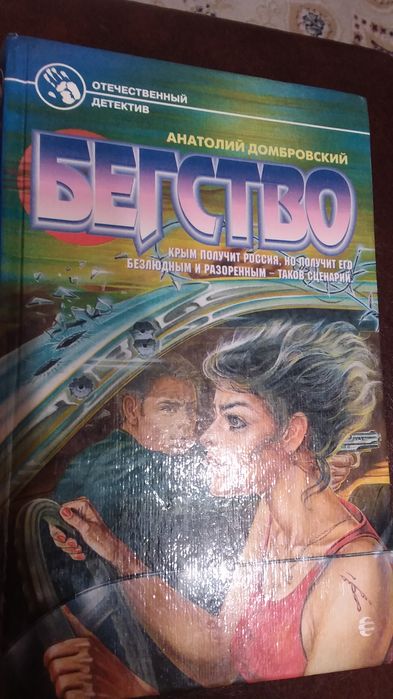 ОТЕЧЕСТВЕННЫЙ
ДЕТЕКТИВ
АНАТОЛИЙ ДОМБРОВСКИЙ
БЕГСТВО
КРЫМ ПОЛУЧИТ РОССИЯ, НО ПОЛУЧИТ ЕГО
БЕЗЛЮДНЫМ И РАЗОРЕННЫМ – ТАКОВ СЦЕНАРИЙ.